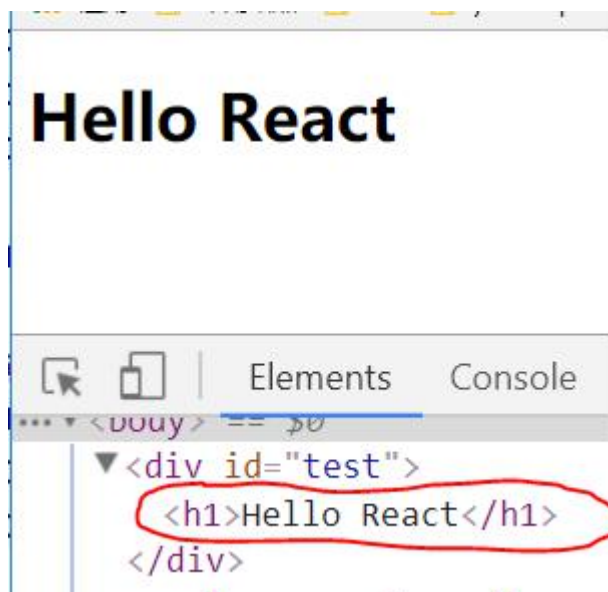 Hello React
Elements Console
<body> == $0
<div id="test">
<h1>Hello React</h1>
</div>